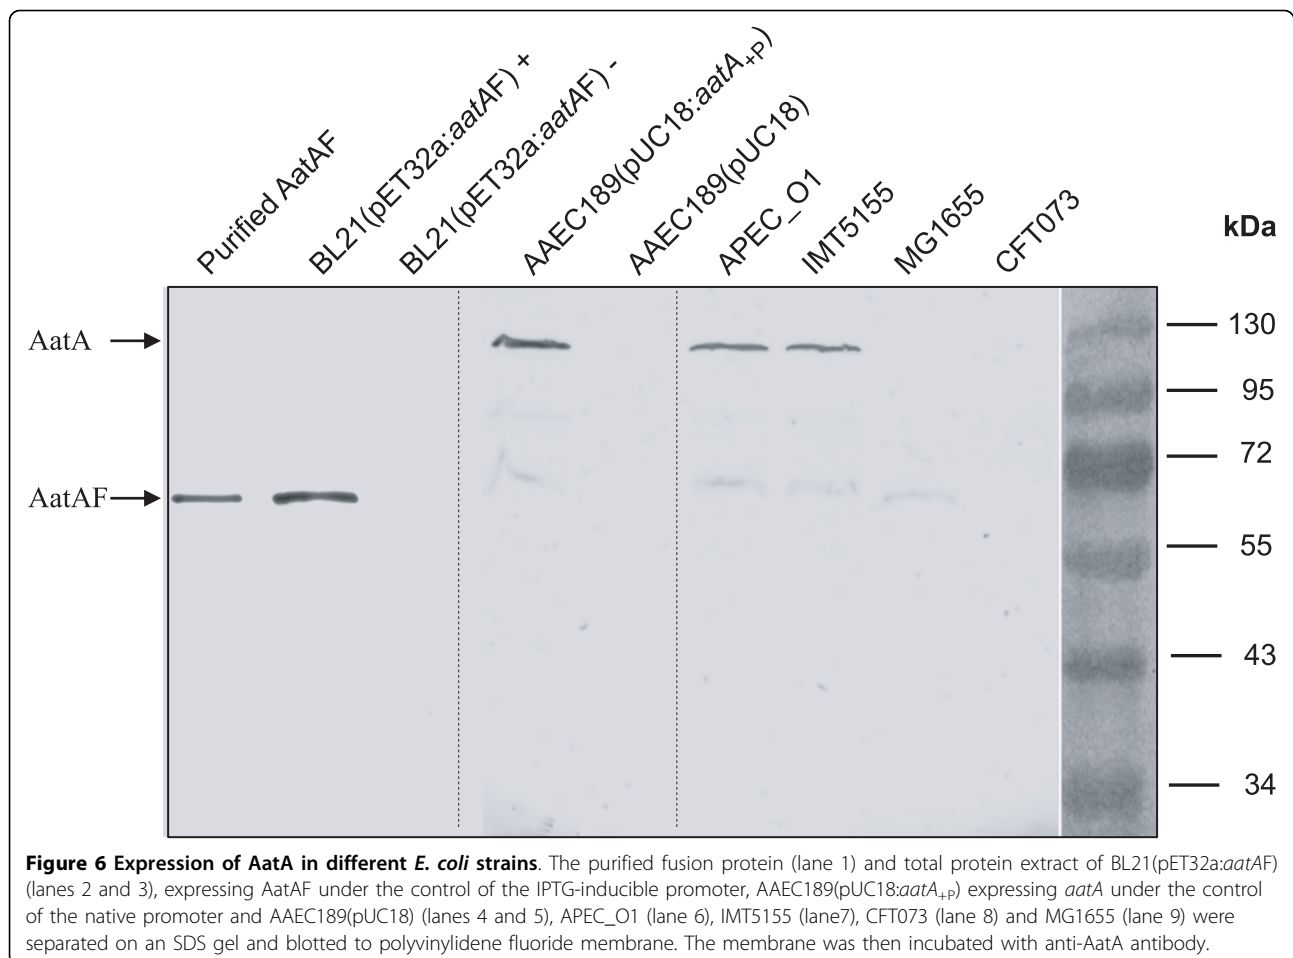 Purified AatAF
BL21(pET32a:aatAF) +
BL21(pET32a:aatAF) -
AAEC189(pUC18:aatA+P)
AAEC189(pUC18)
APEC_O1
IMT5155
MG1655
CFT073
kDa
AatA
AatAF
130
95
72
55
43
34
Figure 6 Expression of AatA in different E. coli strains. The purified fusion protein (lane 1) and total protein extract of BL21(pET32a:aatAF)
(lanes 2 and 3), expressing AatAF under the control of the IPTG-inducible promoter, AAEC189(pUC18:aatA+P) expressing aatA under the control
of the native promoter and AAEC189(pUC18) (lanes 4 and 5), APEC_O1 (lane 6), IMT5155 (lane7), CFT073 (lane 8) and MG1655 (lane 9) were
separated on an SDS gel and blotted to polyvinylidene fluoride membrane. The membrane was then incubated with anti-AatA antibody.